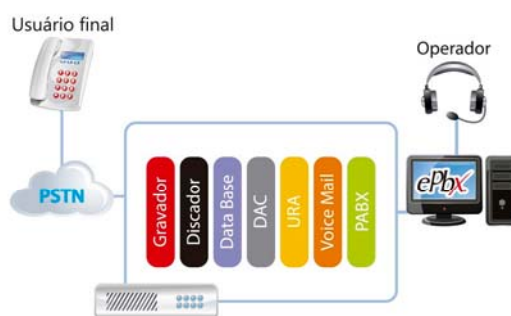 Usuário final
Operador
PSTN
Gravador
Discador
Data Base
DAC
URA
Voice Mail
PABX
ePbx